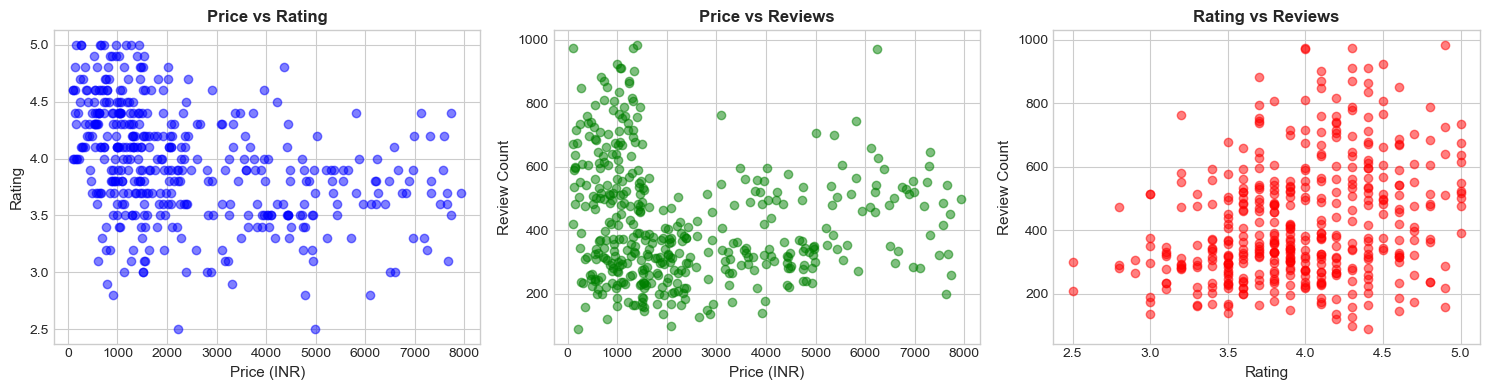 Price vs Rating
5.0
4.5
4.0
3.5
3.0
2.5
Rating
0 1000 2000 3000 4000 5000 6000 7000 8000
Price (INR)
Price vs Reviews
1000
800
600
400
200
Review Count
0 1000 2000 3000 4000 5000 6000 7000 8000
Price (INR)
Rating vs Reviews
1000
800
600
400
200
Review Count
2.5 3.0 3.5 4.0 4.5 5.0
Rating